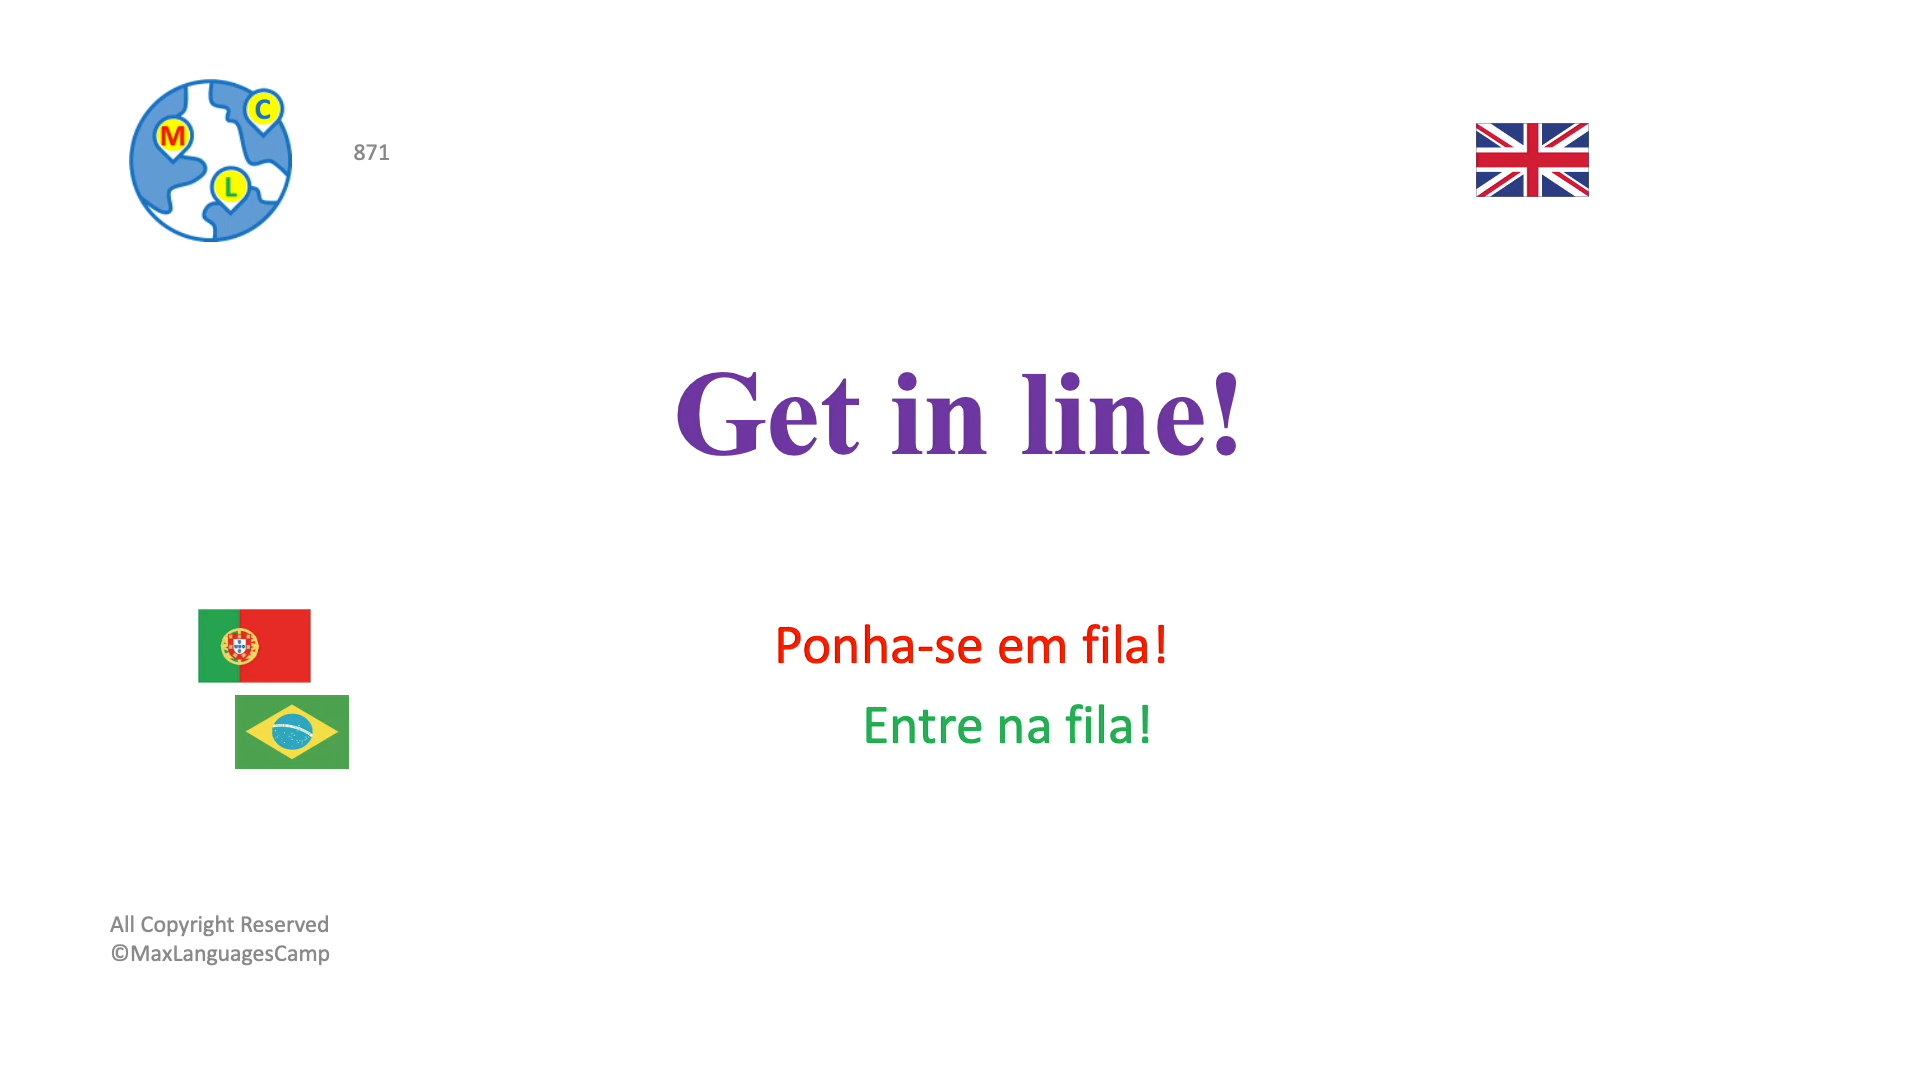 M
C
L
871
Get in line!
Ponha-se em fila!
Entre na fila!
All Copyright Reserved
©MaxLanguagesCamp